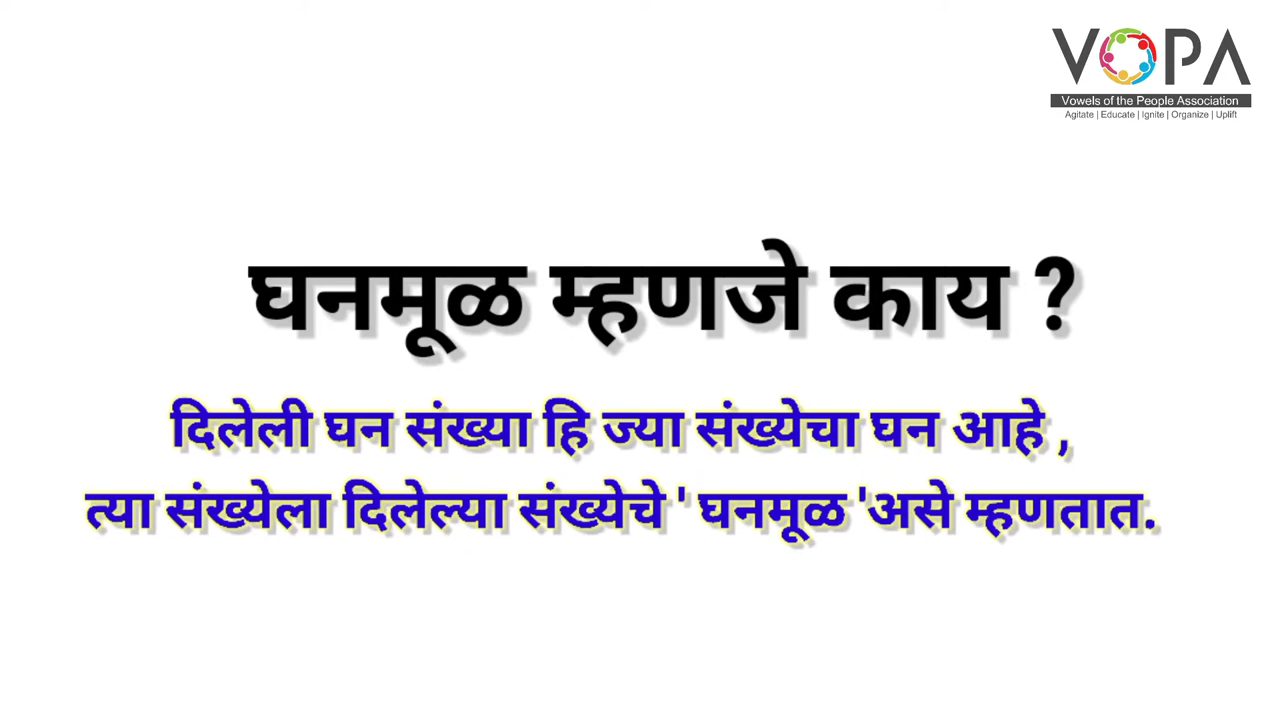 VOPA
Vowels of the People Association
Agitate | Educate | Ignite | Organize | Uplift
घनमूळ म्हणजे काय ?
दिलेली घन संख्या हि ज्या संख्येचा घन आहे ,
त्या संख्येला दिलेल्या संख्येचे ' घनमूळ 'असे म्हणतात.